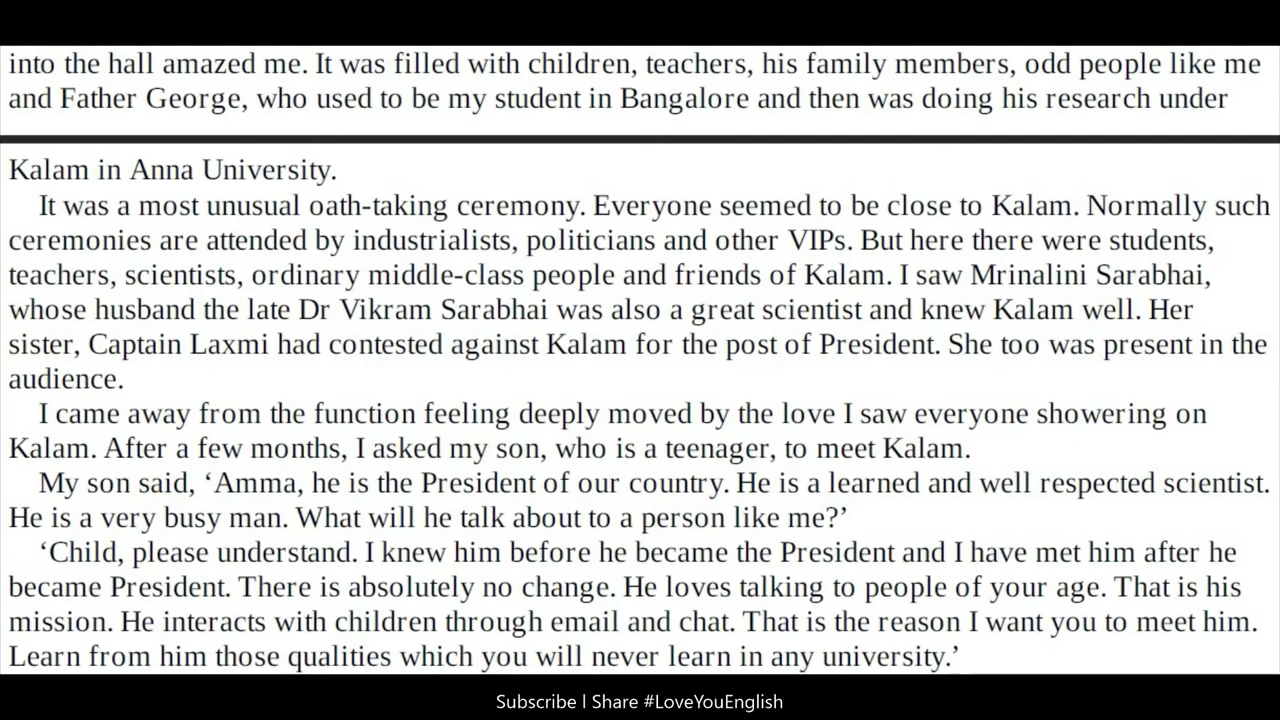 into the hall amazed me. It was filled with children, teachers, his family members, odd people like me
and Father George, who used to be my student in Bangalore and then was doing his research under
Kalam in Anna University.
It was a most unusual oath-taking ceremony. Everyone seemed to be close to Kalam. Normally such
ceremonies are attended by industrialists, politicians and other VIPs. But here there were students,
teachers, scientists, ordinary middle-class people and friends of Kalam. I saw Mrinalini Sarabhai,
whose husband the late Dr Vikram Sarabhai was also a great scientist and knew Kalam well. Her
sister, Captain Laxmi had contested against Kalam for the post of President. She too was present in the
audience.
I came away from the function feeling deeply moved by the love I saw everyone showering on
Kalam. After a few months, I asked my son, who is a teenager, to meet Kalam.
My son said, ‘Amma, he is the President of our country. He is a learned and well respected scientist.
He is a very busy man. What will he talk about to a person like me?’
‘Child, please understand. I knew him before he became the President and I have met him after he
became President. There is absolutely no change. He loves talking to people of your age. That is his
mission. He interacts with children through email and chat. That is the reason I want you to meet him.
Learn from him those qualities which you will never learn in any university.’
Subscribe | Share #LoveYouEnglish